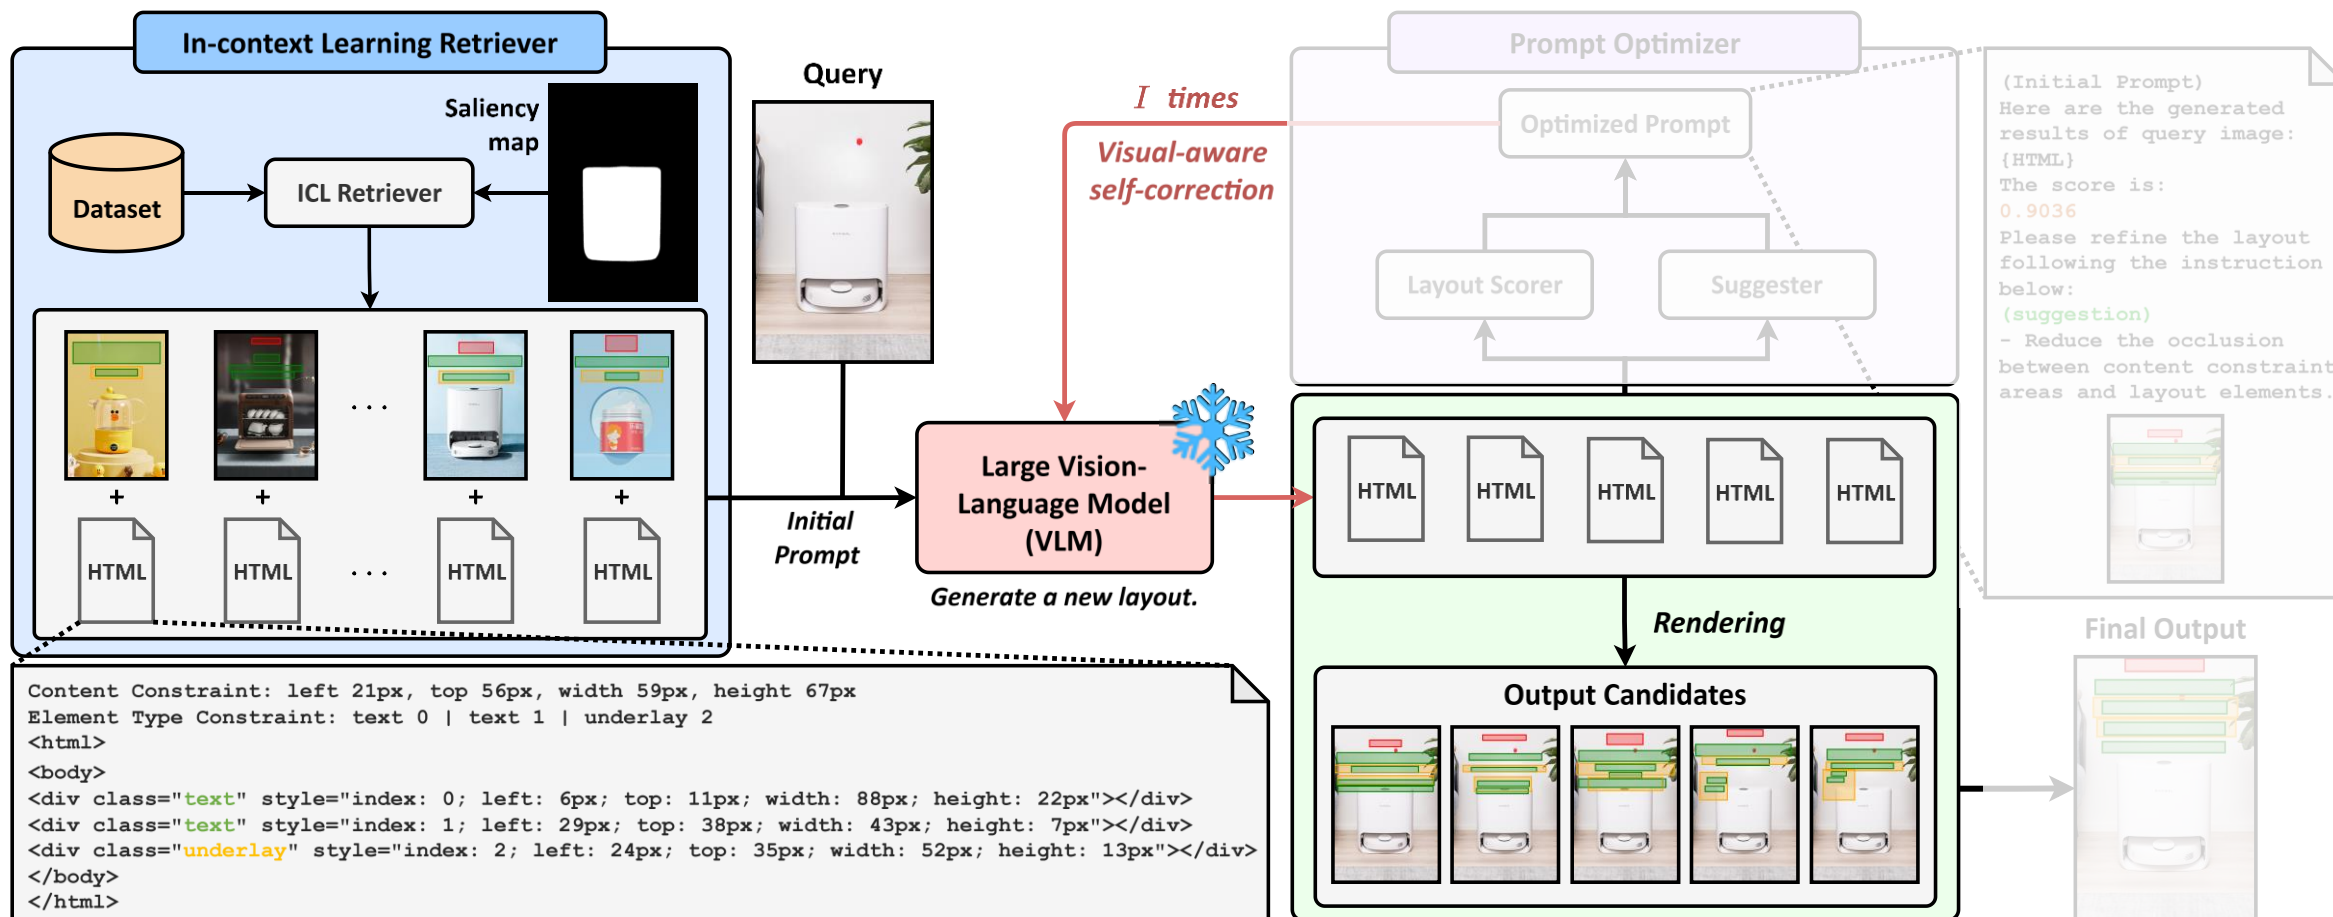 In-context Learning Retriever
Saliency
map
Dataset
ICL Retriever
+
+
+
+
. . .
HTML
HTML
. . .
HTML
HTML
Query
Initial
Prompt
I times
Visual-aware
self-correction
Large Vision-
Language Model
(VLM)
Generate a new layout.
Prompt Optimizer
Optimized Prompt
Layout Scorer
Suggester
HTML
HTML
HTML
HTML
HTML
Rendering
Output Candidates
(Initial Prompt)
Here are the generated
results of query image:
{HTML}
The score is:
0.9036
Please refine the layout
following the instruction
below:
(suggestion)
- Reduce the occlusion
between content constraint
areas and layout elements.
Final Output
Content Constraint: left 21px, top 56px, width 59px, height 67px
Element Type Constraint: text 0 | text 1 | underlay 2
<html>
<body>
<div class="text" style="index: 0; left: 6px; top: 11px; width: 88px; height: 22px"></div>
<div class="text" style="index: 1; left: 29px; top: 38px; width: 43px; height: 7px"></div>
<div class="underlay" style="index: 2; left: 24px; top: 35px; width: 52px; height: 13px"></div>
</body>
</html>